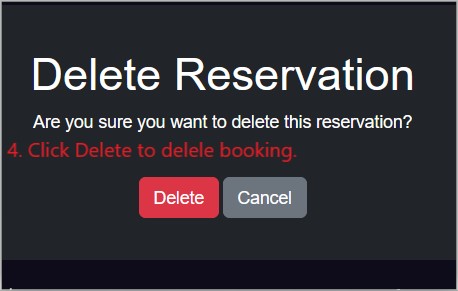 Delete Reservation
Are you sure you want to delete this reservation?
4. Click Delete to delele booking.
Delete Cancel